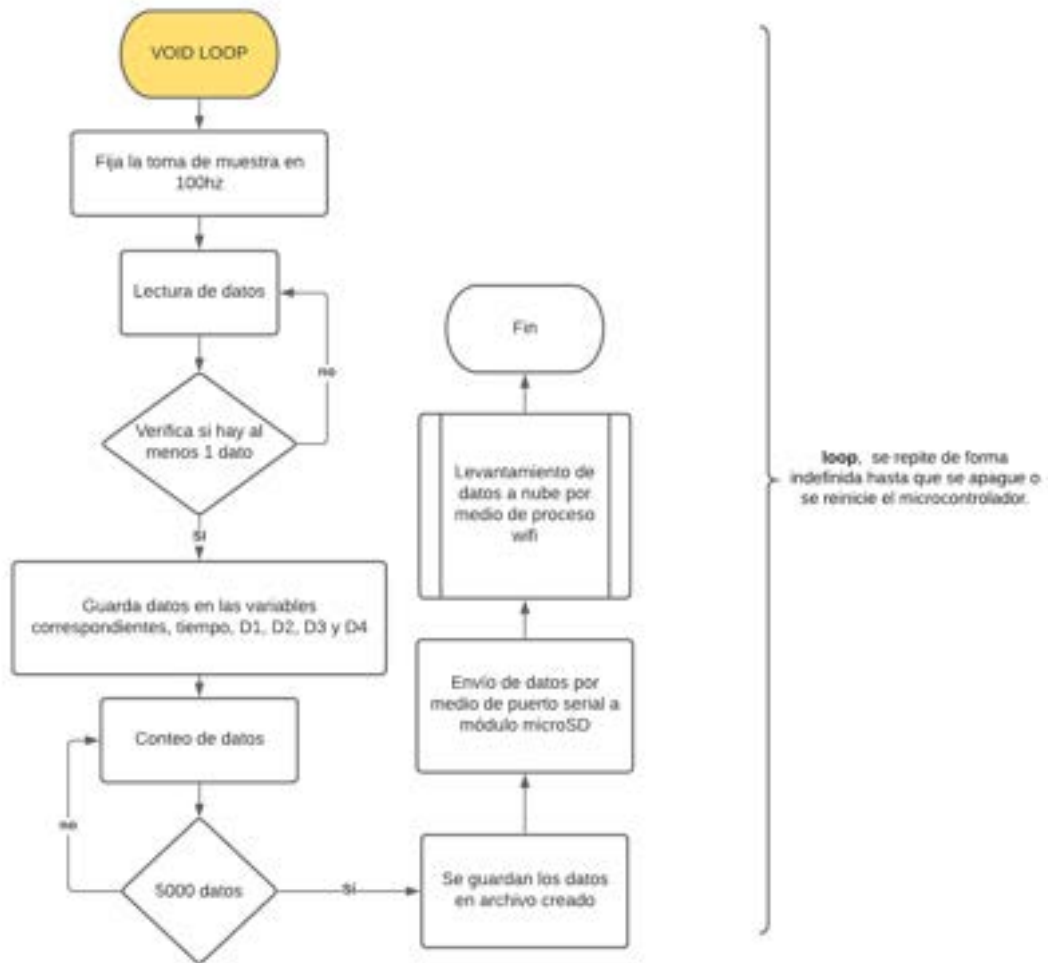 VOID LOOP
Fija la toma de muestra en
100hz
Lectura de datos
no
Verifica si hay al
menos 1 dato
Si
Guarda datos en las variables
correspondientes, tiempo, D1, D2, D3 y D4
Conteo de datos
no
5000 datos
Si
Se guardan los datos
en archivo creado
Envío de datos por
medio de puerto serial a
módulo microSD
Levantamiento de
datos a nube por
medio de proceso
wifi
Fin
loop, se repite de forma
indefinida hasta que se apague o
se reinicie el microcontrolador.